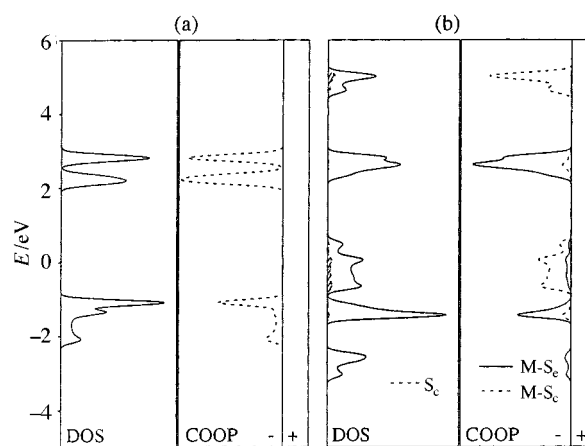 (a) (b)
6
4
2
0
−2
−4
E/eV
DOS COOP - +
DOS COOP - +
---- S_c
— M-S_e
---- M-S_c